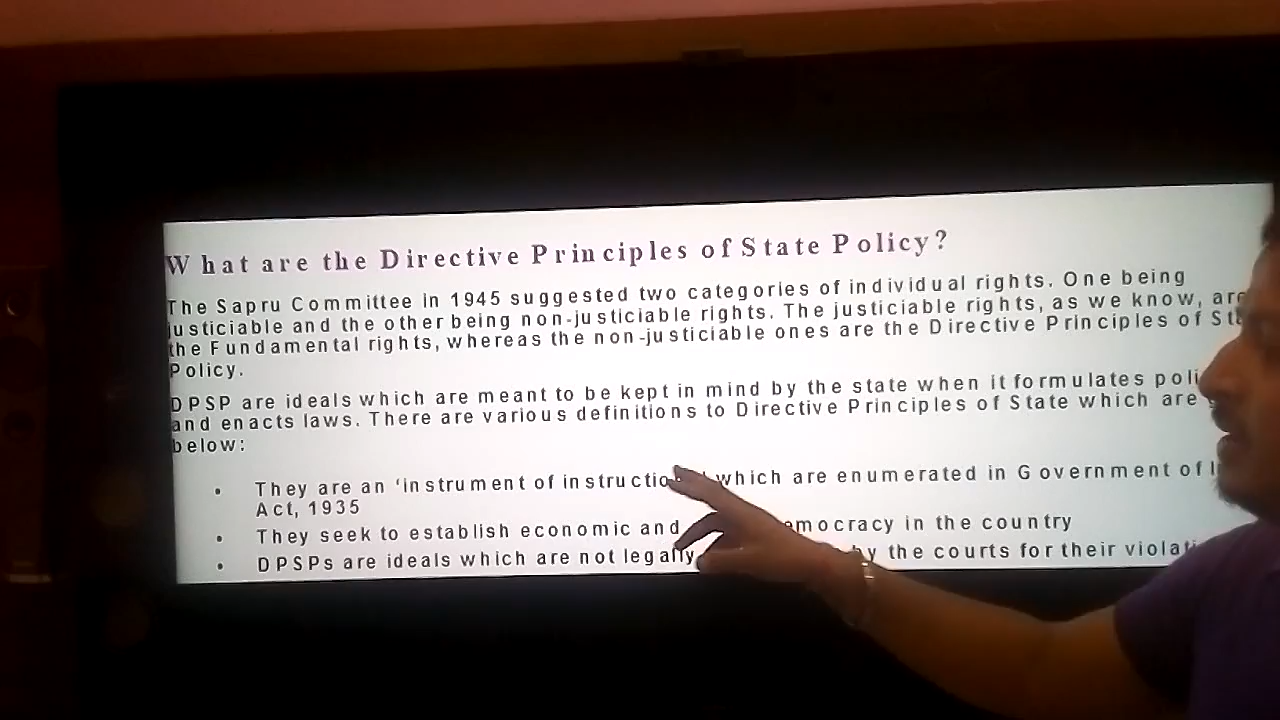 What are the Directive Principles of State Policy?
The Sapru Committee in 1945 suggested two categories of individual rights. One being
justiciable and the other being non-justiciable rights. The justiciable rights, as we know, are
the Fundamental rights, whereas the non-justiciable ones are the Directive Principles of
Policy.
DPSP are ideals which are meant to be kept in mind by the state when it formulates
and enacts laws. There are various definitions to Directive Principles of State which are
below:
• They are an ‘instrument of which are enumerated in Government of
Act, 1935
• They seek to establish economic and in the country
• DPSPs are ideals which are not legally by the courts for their